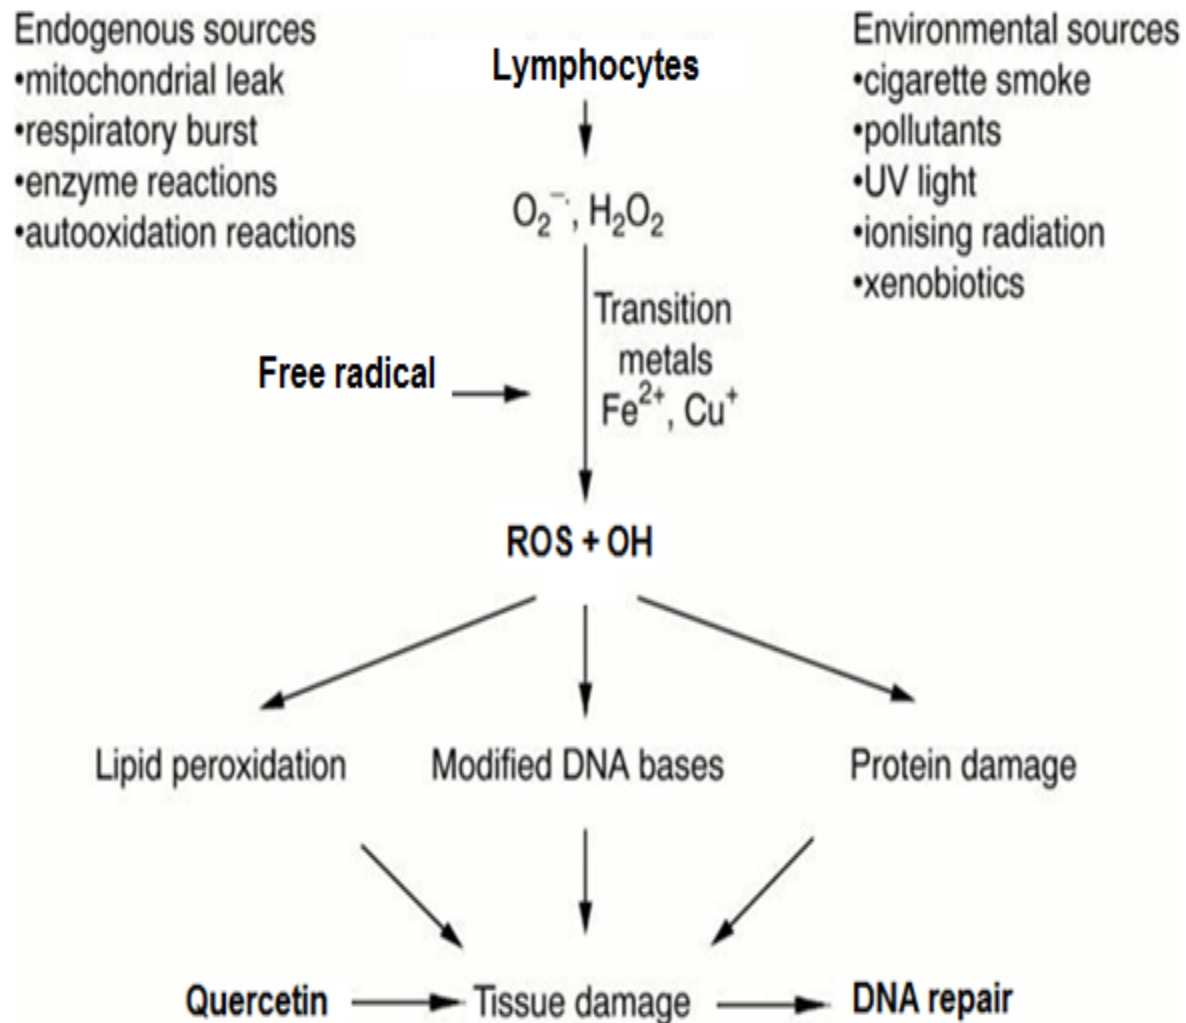 Endogenous sources
•mitochondrial leak
•respiratory burst
•enzyme reactions
•autooxidation reactions
Lymphocytes
Environmental sources
•cigarette smoke
•pollutants
•UV light
•ionising radiation
•xenobiotics
O₂⁻˙, H₂O₂
Transition
metals
Fe²⁺, Cu⁺
Free radical
ROS + OH
Lipid peroxidation
Modified DNA bases
Protein damage
Quercetin
Tissue damage
DNA repair